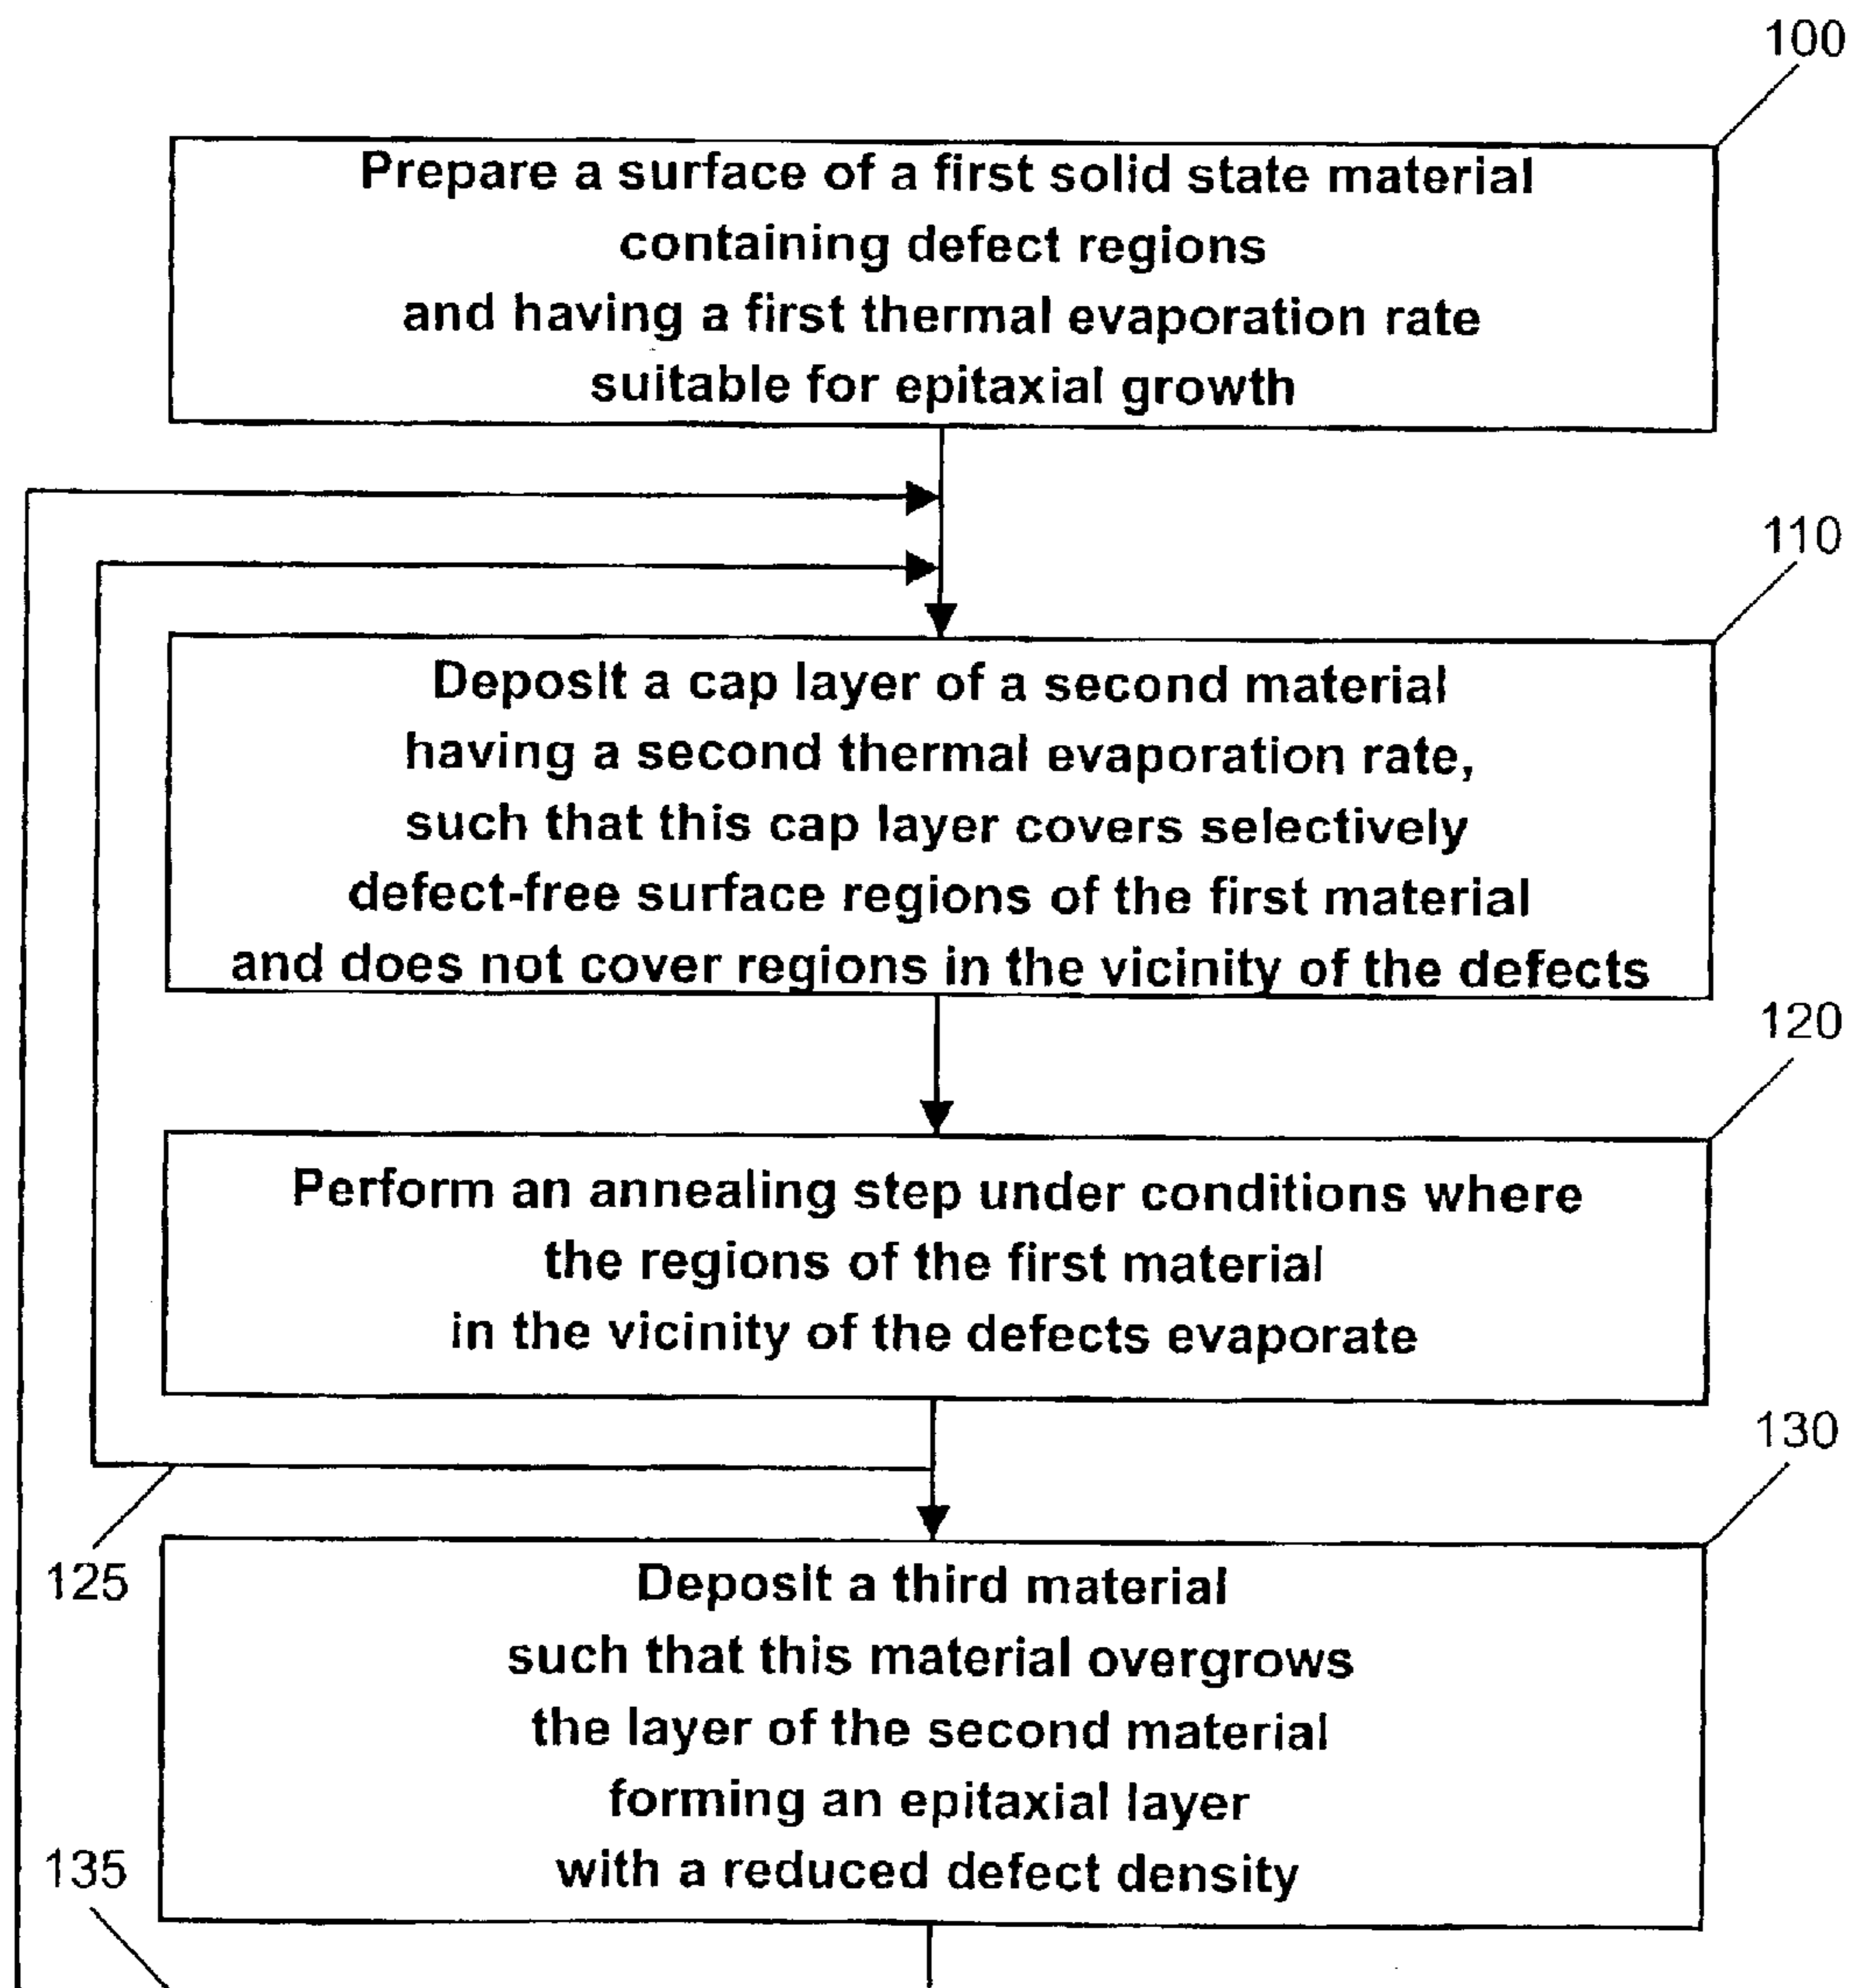 100
Prepare a surface of a first solid state material
containing defect regions
and having a first thermal evaporation rate
suitable for epitaxial growth
110
Deposit a cap layer of a second material
having a second thermal evaporation rate,
such that this cap layer covers selectively
defect-free surface regions of the first material
and does not cover regions in the vicinity of the defects
120
Perform an annealing step under conditions where
the regions of the first material
in the vicinity of the defects evaporate
130
125
Deposit a third material
such that this material overgrows
the layer of the second material
forming an epitaxial layer
with a reduced defect density
135